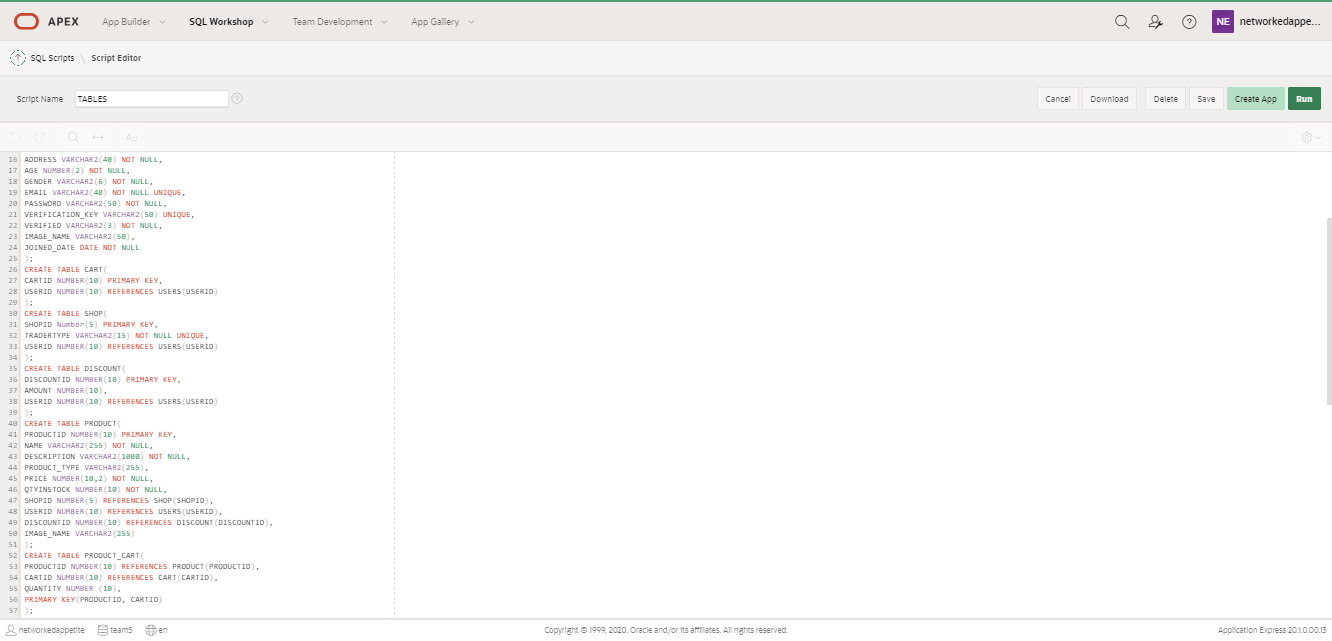 APEX App Builder SQL Workshop Team Development App Gallery NE networkedappe...
SQL Scripts \ Script Editor
Script Name TABLES Cancel Download Delete Save Create App Run
16 ADDRESS VARCHAR2(40) NOT NULL,
17 AGE NUMBER(2) NOT NULL,
18 GENDER VARCHAR2(6) NOT NULL,
19 EMAIL VARCHAR2(40) NOT NULL UNIQUE,
20 PASSWORD VARCHAR2(50) NOT NULL,
21 VERIFICATION_KEY VARCHAR2(50) UNIQUE,
22 VERIFIED VARCHAR2(3) NOT NULL,
23 IMAGE_NAME VARCHAR2(50),
24 JOINED_DATE DATE NOT NULL
25 );
26 CREATE TABLE CART(
27 CARTID NUMBER(10) PRIMARY KEY,
28 USERID NUMBER(10) REFERENCES USERS(USERID)
29 );
30 CREATE TABLE SHOP(
31 SHOPID Number(5) PRIMARY KEY,
32 TRADERTYPE VARCHAR2(15) NOT NULL UNIQUE,
33 USERID NUMBER(10) REFERENCES USERS(USERID)
34 );
35 CREATE TABLE DISCOUNT(
36 DISCOUNTID NUMBER(10) PRIMARY KEY,
37 AMOUNT NUMBER(10),
38 USERID NUMBER(10) REFERENCES USERS(USERID)
39 );
40 CREATE TABLE PRODUCT(
41 PRODUCTID NUMBER(10) PRIMARY KEY,
42 NAME VARCHAR2(255) NOT NULL,
43 DESCRIPTION VARCHAR2(1000) NOT NULL,
44 PRODUCT_TYPE VARCHAR2(255),
45 PRICE NUMBER(10,2) NOT NULL,
46 QTYINSTOCK NUMBER(10) NOT NULL,
47 SHOPID NUMBER(5) REFERENCES SHOP(SHOPID),
48 USERID NUMBER(10) REFERENCES USERS(USERID),
49 DISCOUNTID NUMBER(10) REFERENCES DISCOUNT(DISCOUNTID),
50 IMAGE_NAME VARCHAR2(255)
51 );
52 CREATE TABLE PRODUCT_CART(
53 PRODUCTID NUMBER(10) REFERENCES PRODUCT(PRODUCTID),
54 CARTID NUMBER(10) REFERENCES CART(CARTID),
55 QUANTITY NUMBER (10),
56 PRIMARY KEY(PRODUCTID, CARTID)
57 );
networkedappetite team5 en Copyright © 1999, 2020, Oracle and/or its affiliates. All rights reserved. Application Express 20.1.0.00.13